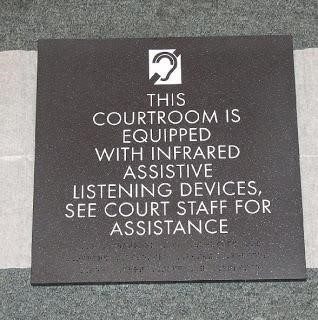 THIS
COURTROOM IS
EQUIPPED
WITH INFRARED
ASSISTIVE
LISTENING DEVICES,
SEE COURT STAFF FOR
ASSISTANCE